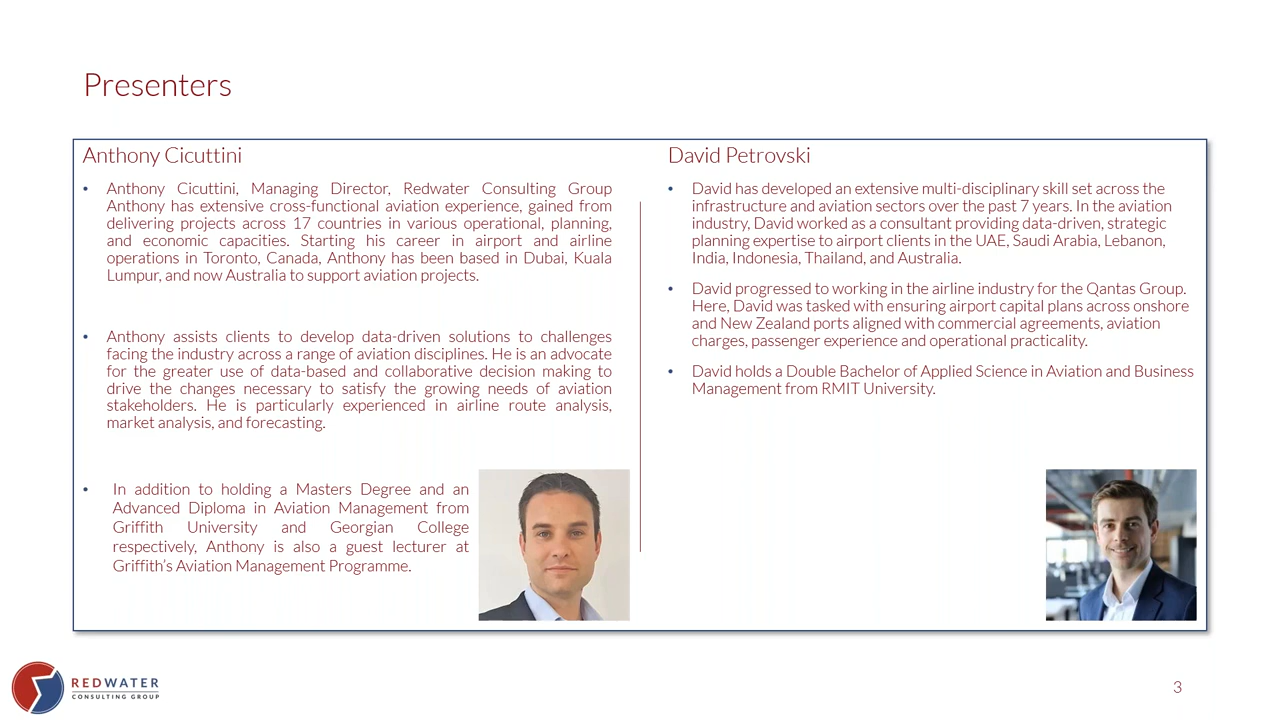 Presenters
Anthony Cicuttini
• Anthony Cicuttini, Managing Director, Redwater Consulting Group
Anthony has extensive cross-functional aviation experience, gained from
delivering projects across 17 countries in various operational, planning,
and economic capacities. Starting his career in airport and airline
operations in Toronto, Canada, Anthony has been based in Dubai, Kuala
Lumpur, and now Australia to support aviation projects.
• Anthony assists clients to develop data-driven solutions to challenges
facing the industry across a range of aviation disciplines. He is an advocate
for the greater use of data-based and collaborative decision making to
drive the changes necessary to satisfy the growing needs of aviation
stakeholders. He is particularly experienced in airline route analysis,
market analysis, and forecasting.
• In addition to holding a Masters Degree and an
Advanced Diploma in Aviation Management from
Griffith University and Georgian College
respectively, Anthony is also a guest lecturer at
Griffith's Aviation Management Programme.
David Petrovski
• David has developed an extensive multi-disciplinary skill set across the
infrastructure and aviation sectors over the past 7 years. In the aviation
industry, David worked as a consultant providing data-driven, strategic
planning expertise to airport clients in the UAE, Saudi Arabia, Lebanon,
India, Indonesia, Thailand, and Australia.
• David progressed to working in the airline industry for the Qantas Group.
Here, David was tasked with ensuring airport capital plans across onshore
and New Zealand ports aligned with commercial agreements, aviation
charges, passenger experience and operational practicality.
• David holds a Double Bachelor of Applied Science in Aviation and Business
Management from RMIT University.
REDWATER
CONSULTING GROUP
3